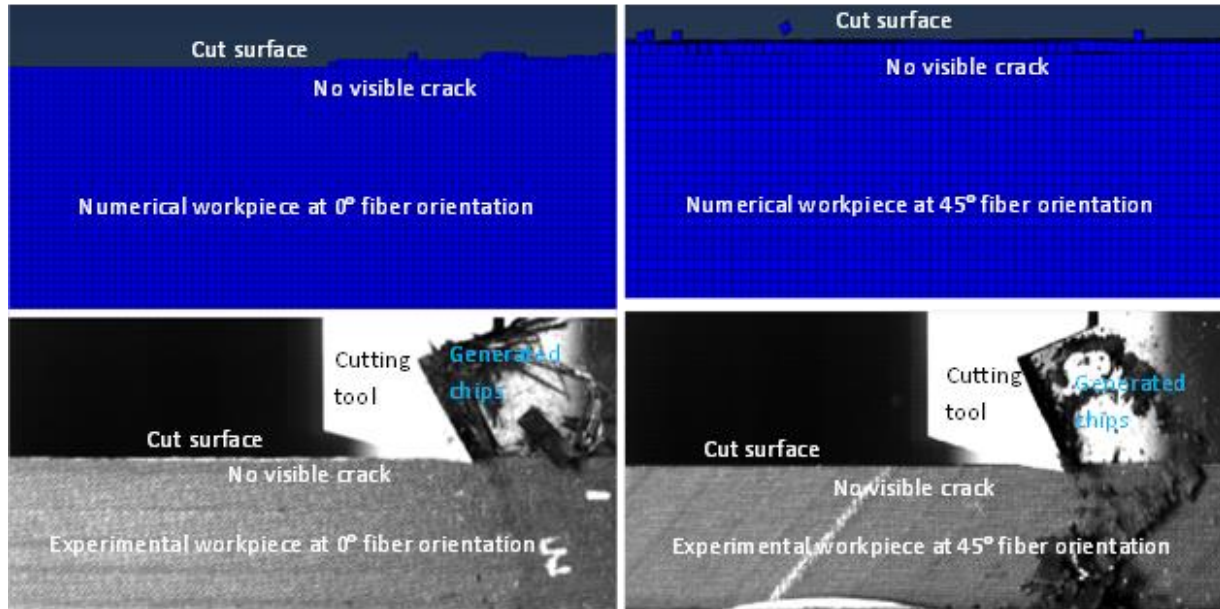 Cut surface
No visible crack
Numerical workpiece at 0° fiber orientation
Cut surface
No visible crack
Numerical workpiece at 45° fiber orientation
Cutting
tool
Generated
chips
Cut surface
No visible crack
Experimental workpiece at 0° fiber orientation
Cutting
tool
Generated
chips
Cut surface
No visible crack
Experimental workpiece at 45° fiber orientation